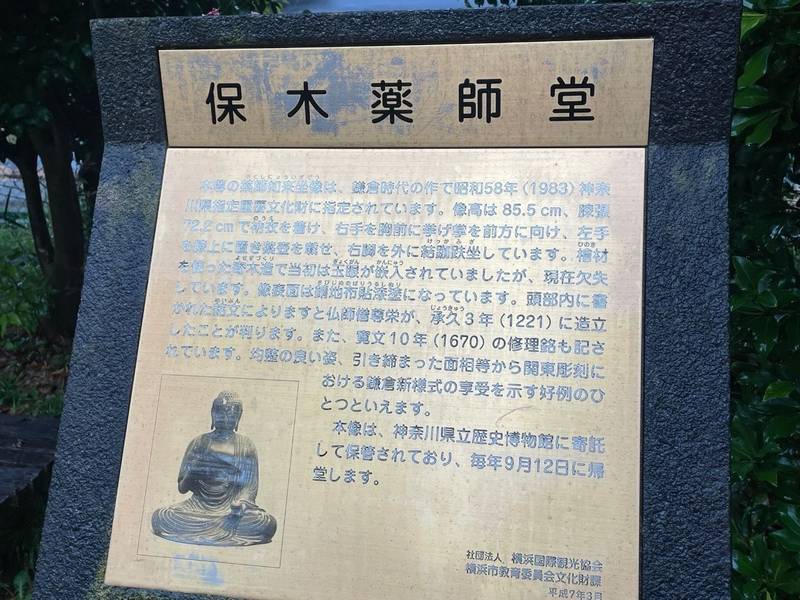 保木薬師堂
本尊の薬師如来坐像は、鎌倉時代の作で昭和58年(1983)神奈
川県指定重要文化財に指定されています。像高は85.5cm、膝張
72.2cmで衲衣を着け、右手を胸前に挙げ掌を前方に向け、左手
を膝上に置き薬壺を載せ、右脚を外に結跏趺坐しています。檜材
を使った寄木造で当初は玉眼が嵌入されていましたが、現在欠失
しています。像表面は錆地布貼漆塗になっています。頭部内に書
かれた銘文によりますと仏師僧尊栄が、承久3年(1221)に造立
したことが判ります。また、寛文10年(1670)の修理銘も記さ
れています。均整の良い姿、引き締まった面相等から関東彫刻に
おける鎌倉新様式の享受を示す好例のひ
とつといえます。
本像は、神奈川県立歴史博物館に寄託
して保管されており、毎年9月12日に帰
堂します。
社団法人 横浜国際観光協会
横浜市教育委員会文化財課
平成7年3月